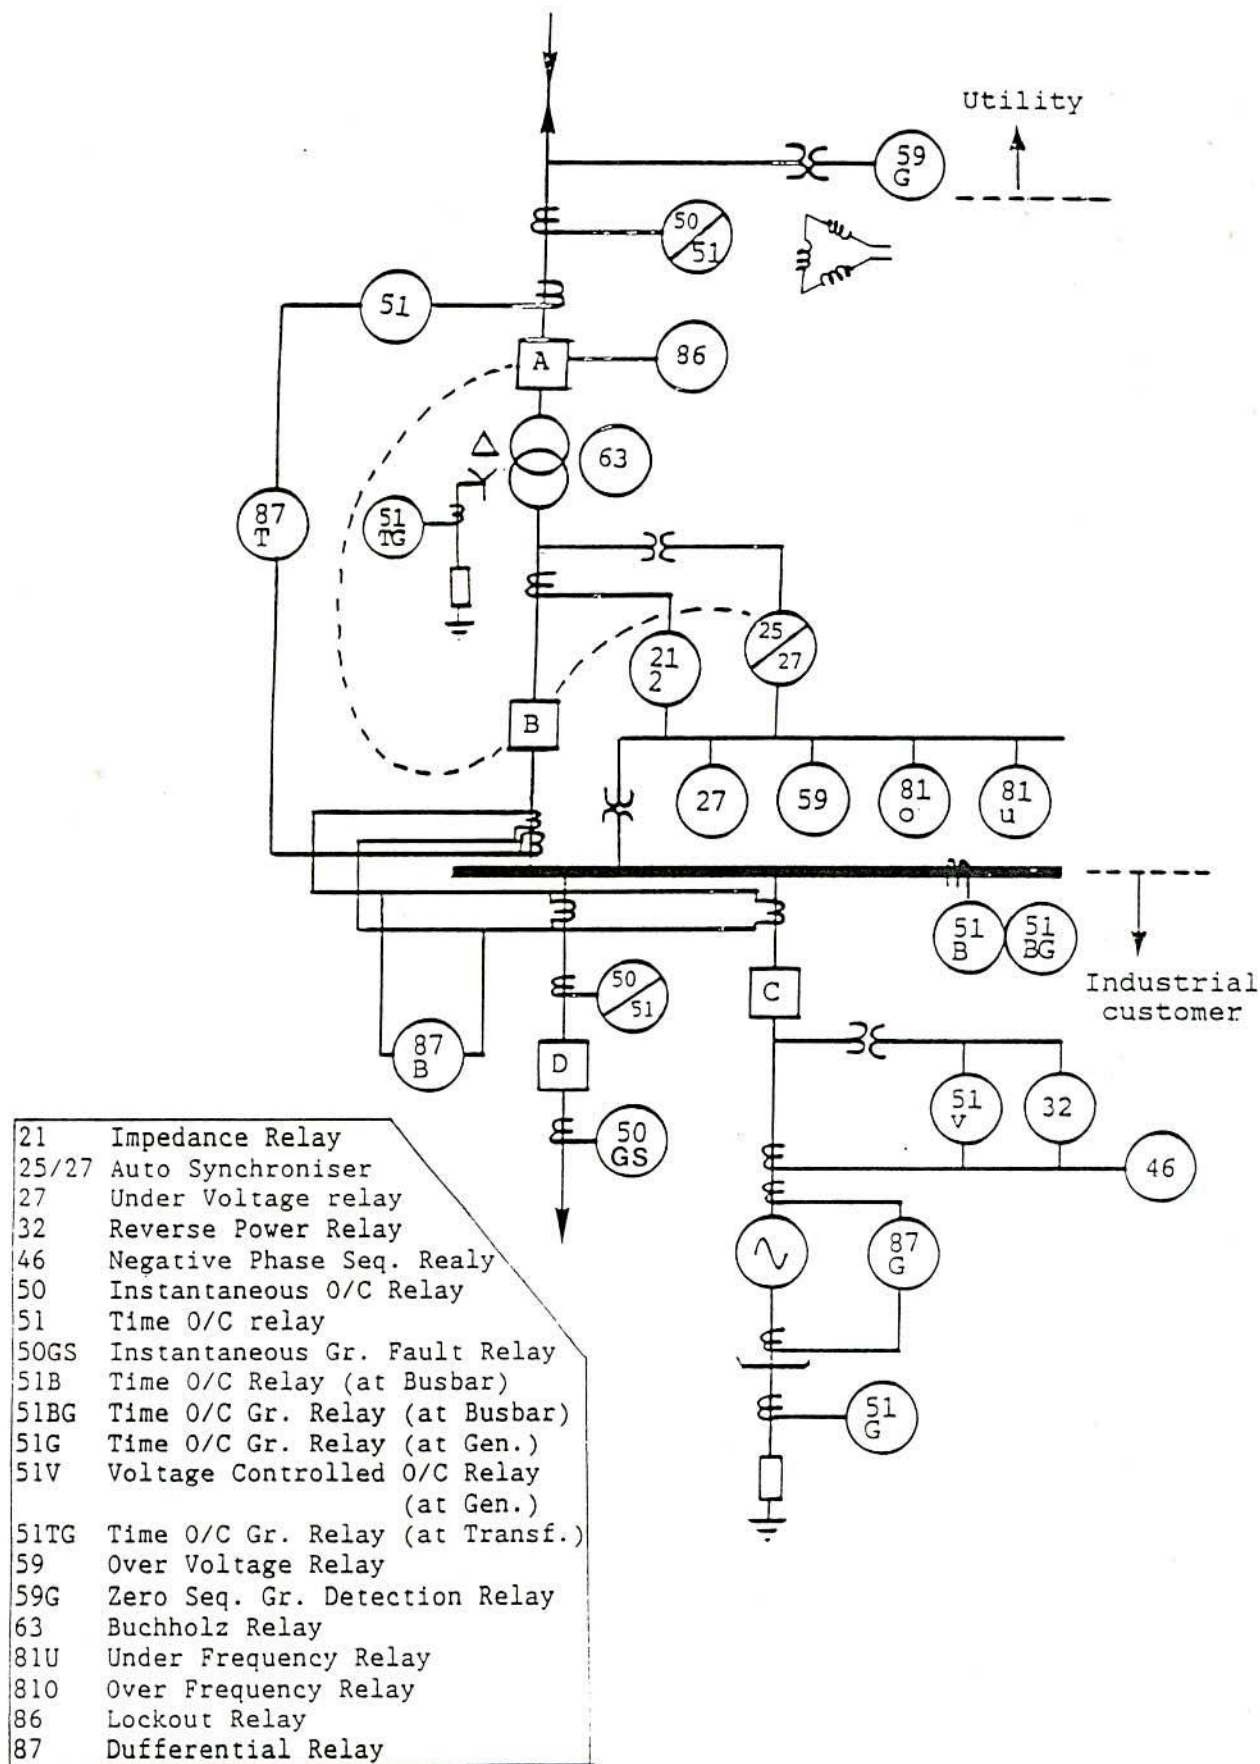 Utility
59
G
50
51
51
A
86
63
87
T
51
TG
25
27
21
2
B
27
59
81
o
81
u
51
B
51
BG
50
51
C
Industrial
customer
87
B
D
51
V
32
50
GS
46
87
G
51
G
21 Impedance Relay
25/27 Auto Synchroniser
27 Under Voltage relay
32 Reverse Power Relay
46 Negative Phase Seq. Realy
50 Instantaneous O/C Relay
51 Time O/C relay
50GS Instantaneous Gr. Fault Relay
51B Time O/C Relay (at Busbar)
51BG Time O/C Gr. Relay (at Busbar)
51G Time O/C Gr. Relay (at Gen.)
51V Voltage Controlled O/C Relay
(at Gen.)
51TG Time O/C Gr. Relay (at Transf.)
59 Over Voltage Relay
59G Zero Seq. Gr. Detection Relay
63 Buchholz Relay
81U Under Frequency Relay
81O Over Frequency Relay
86 Lockout Relay
87 Dufferential Relay